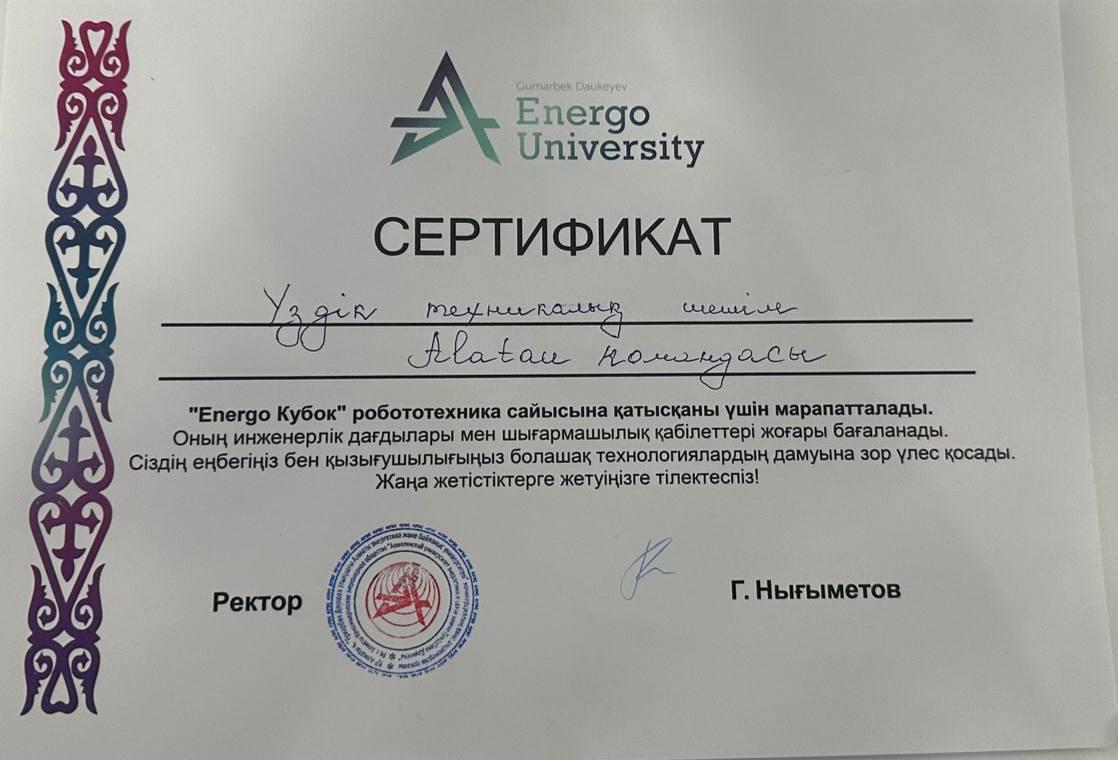 Gumarbek Daukeyev
Energo
University
СЕРТИФИКАТ
Үздік техникалық шешім
Alatau командасы
"Energo Кубок" робототехника сайысына қатысқаны үшін марапатталады.
Оның инженерлік дағдылары мен шығармашылық қабілеттері жоғары бағаланады.
Сіздің еңбегіңіз бен қызығушылығыңыз болашақ технологиялардың дамуына зор үлес қосады.
Жаңа жетістіктерге жетуіңізге тілектеспіз!
Ректор
Г. Нығыметов